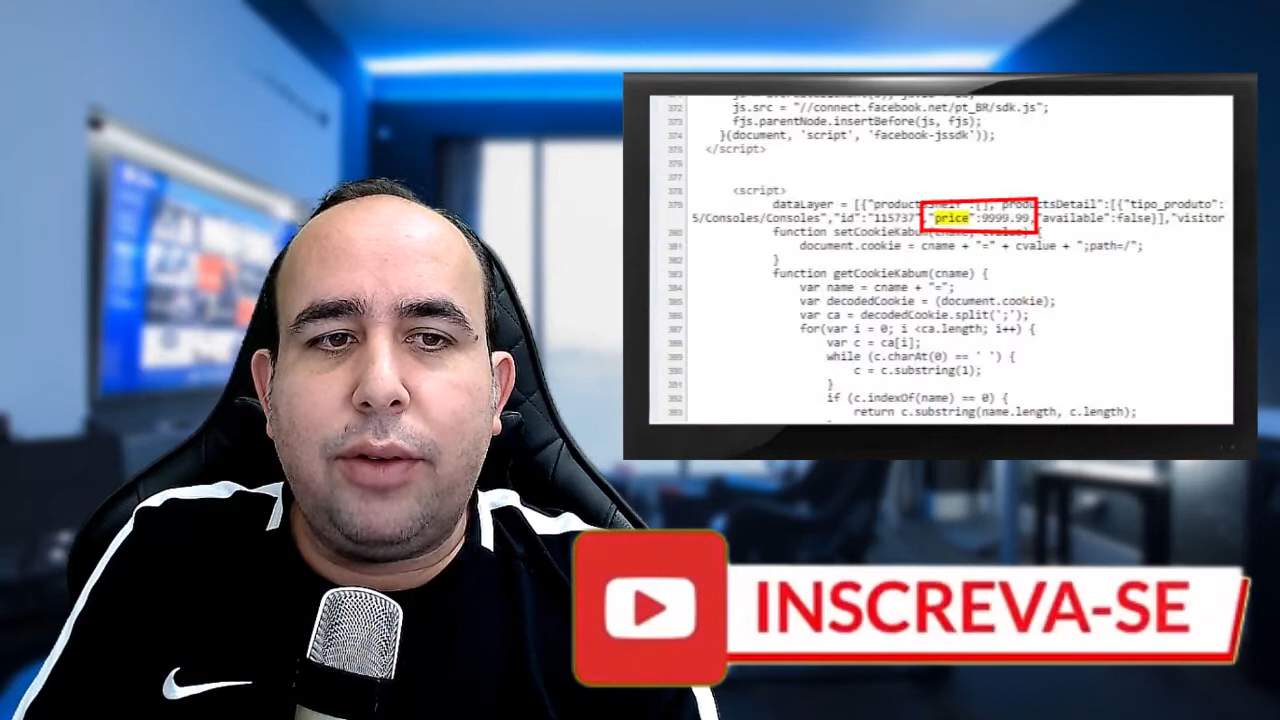 372 js.src = "//connect.facebook.net/pt_BR/sdk.js";
373 fjs.parentNode.insertBefore(js, fjs);
374 }(document, 'script', 'facebook-jssdk'));
375 </script>
376
377
378 <script>
379 dataLayer = [{"productsShelf":[], productsDetail":[{"tipo_produto":
5/Consoles/Consoles","id":"115737","price":9999.99,"available":false}],"visitor
380 function setCookieKabum(cname, cvalue) {
381 document.cookie = cname + "=" + cvalue + ";path=/";
382 }
383 function getCookieKabum(cname) {
384 var name = cname + "=";
385 var decodedCookie = (document.cookie);
386 var ca = decodedCookie.split(';');
387 for(var i = 0; i <ca.length; i++) {
388 var c = ca[i];
389 while (c.charAt(0) == ' ') {
390 c = c.substring(1);
391 }
392 if (c.indexOf(name) == 0) {
393 return c.substring(name.length, c.length);
INSCREVA-SE